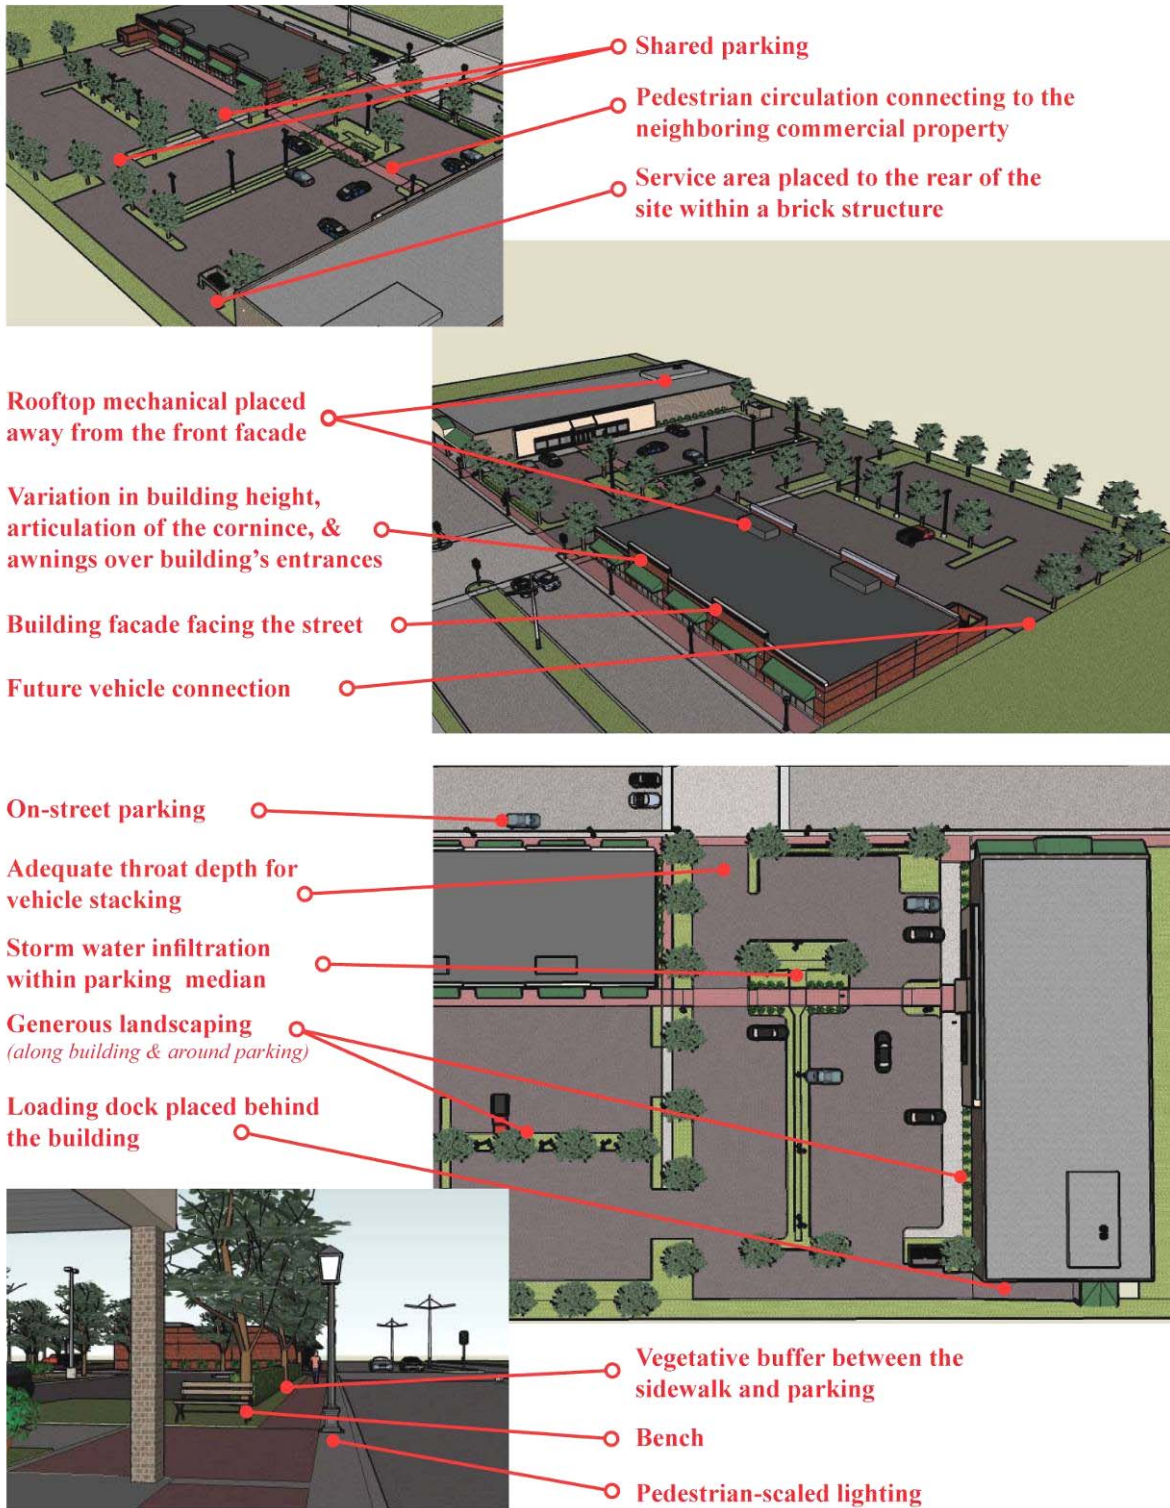 Shared parking
Pedestrian circulation connecting to the
neighboring commercial property
Service area placed to the rear of the
site within a brick structure
Rooftop mechanical placed
away from the front facade
Variation in building height,
articulation of the cornince, &
awnings over building's entrances
Building facade facing the street
Future vehicle connection
On-street parking
Adequate throat depth for
vehicle stacking
Storm water infiltration
within parking median
Generous landscaping
(along building & around parking)
Loading dock placed behind
the building
Vegetative buffer between the
sidewalk and parking
Bench
Pedestrian-scaled lighting